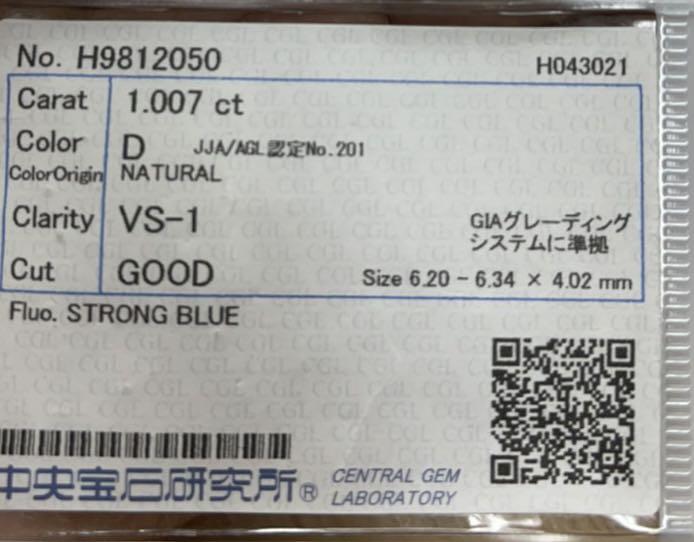 No. H9812050
H043021
Carat 1.007 ct
Color D JJA/AGL認定No.201
ColorOrigin NATURAL
Clarity VS-1
GIAグレーディング
システムに準拠
Cut GOOD Size 6.20 - 6.34 × 4.02 mm
Fluo. STRONG BLUE
中央宝石研究所® CENTRAL GEM
LABORATORY